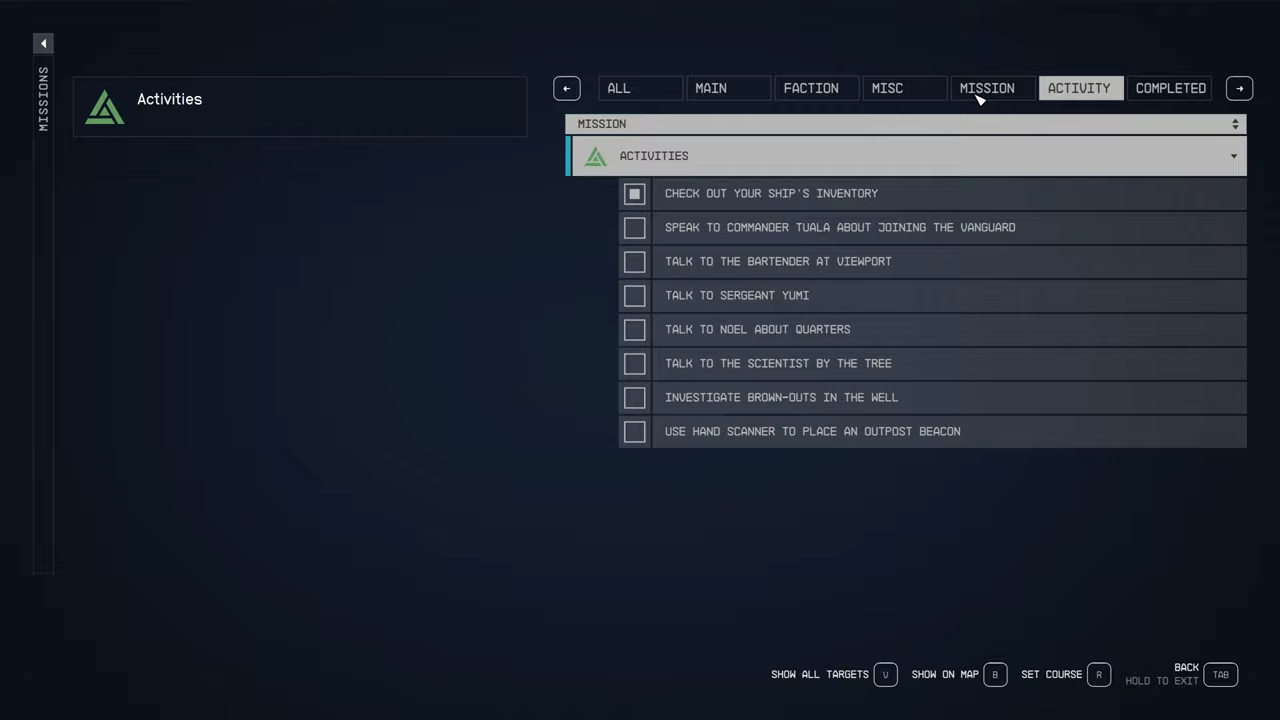 MISSIONS
Activities
ALL
MAIN
FACTION
MISC
MISSION
ACTIVITY
COMPLETED
MISSION
ACTIVITIES
CHECK OUT YOUR SHIP'S INVENTORY
SPEAK TO COMMANDER TUALA ABOUT JOINING THE VANGUARD
TALK TO THE BARTENDER AT VIEWPORT
TALK TO SERGEANT YUMI
TALK TO NOEL ABOUT QUARTERS
TALK TO THE SCIENTIST BY THE TREE
INVESTIGATE BROWN-OUTS IN THE WELL
USE HAND SCANNER TO PLACE AN OUTPOST BEACON
SHOW ALL TARGETS V
SHOW ON MAP B
SET COURSE R
BACK
HOLD TO EXIT TAB